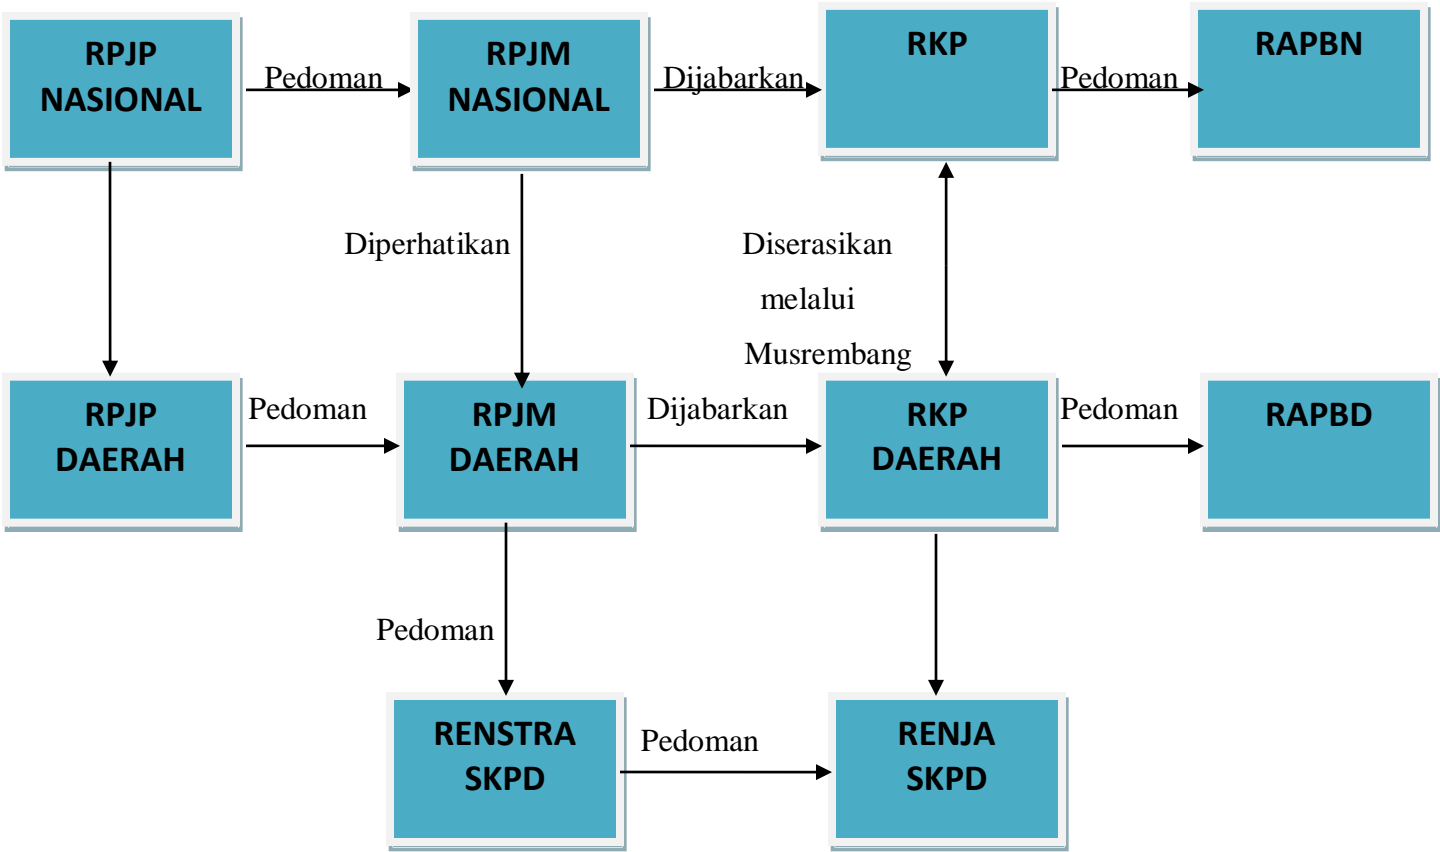 RPJP
NASIONAL
Pedoman
RPJM
NASIONAL
Dijabarkan
RKP
Pedoman
RAPBN
Diperhatikan
Diserasikan
melalui
Musrembang
RPJP
DAERAH
Pedoman
RPJM
DAERAH
Dijabarkan
RKP
DAERAH
Pedoman
RAPBD
Pedoman
RENSTRA
SKPD
Pedoman
RENJA
SKPD